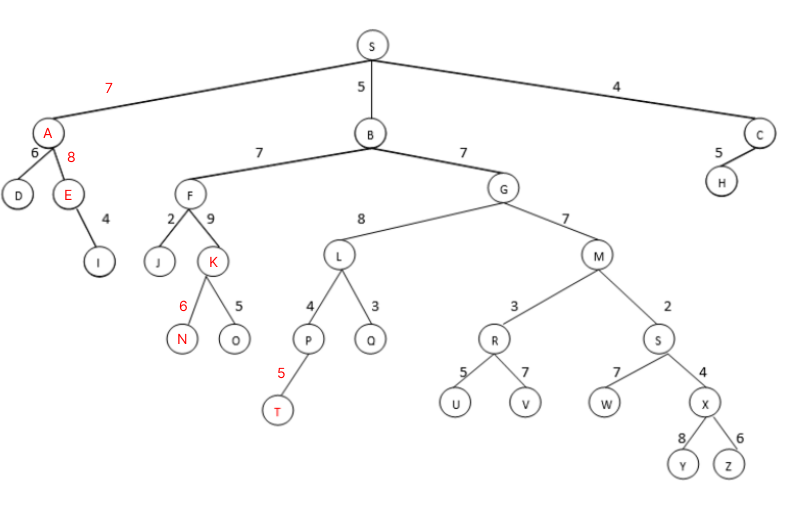 S
7 5 4
A B C
6 8 7 7 5
D E F G H
4 2 9 8 7
I J K L M
6 5 4 3 3 2
N O P Q R S
5 5 7 7 4
T U V W X
8 6
Y Z